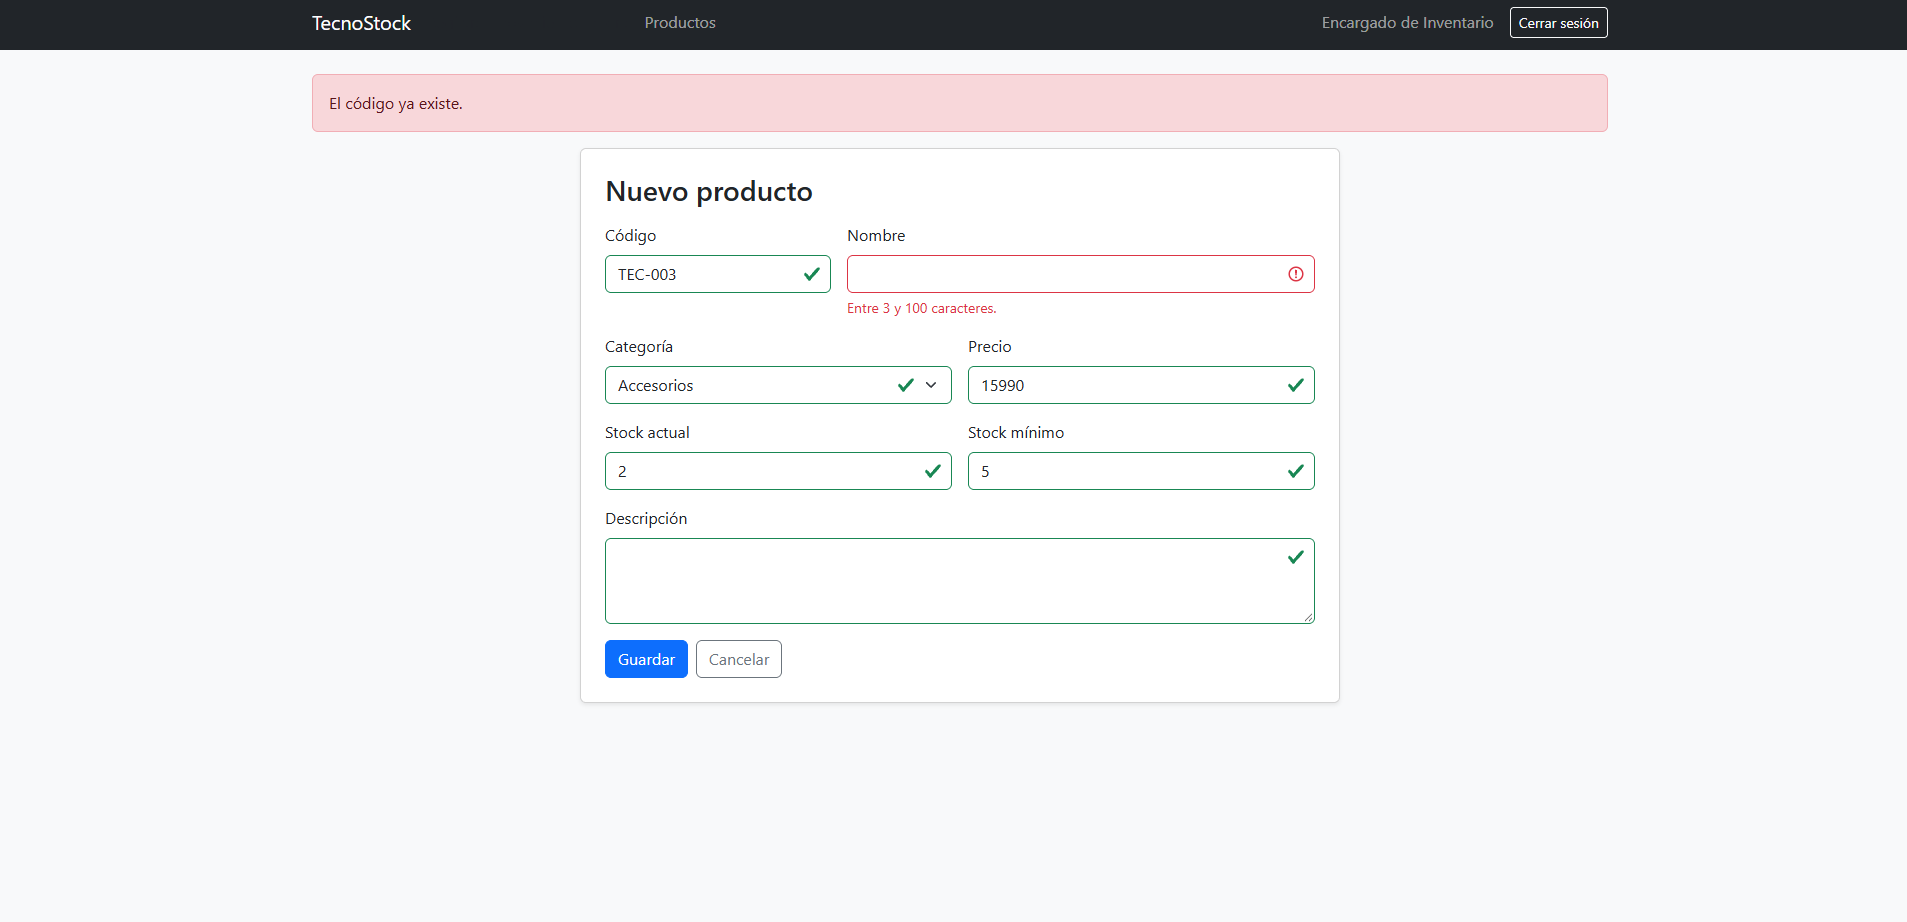 TecnoStock Productos Encargado de Inventario Cerrar sesión
El código ya existe.
Nuevo producto
Código Nombre
TEC-003
Entre 3 y 100 caracteres.
Categoría Precio
Accesorios 15990
Stock actual Stock mínimo
2 5
Descripción
Guardar Cancelar